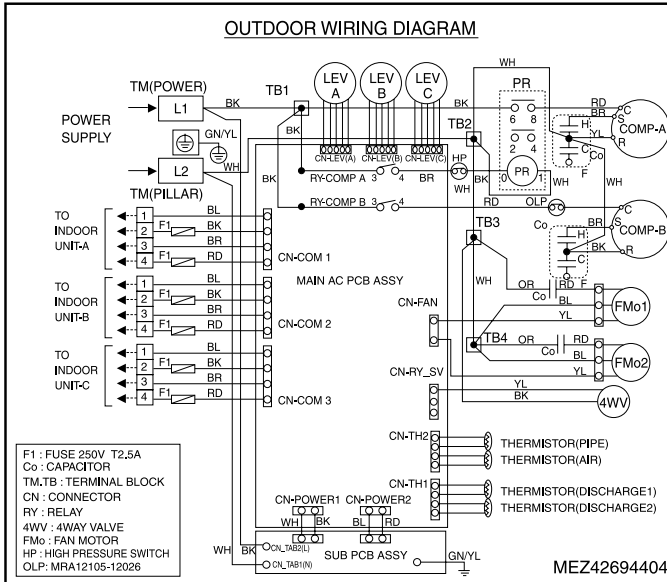 OUTDOOR WIRING DIAGRAM
TM(POWER)
POWER
SUPPLY
L1
BK
GN/YL
L2
WH
TM(PILLAR)
TB1
LEV
A
LEV
B
LEV
C
CN-LEV(A)
CN-LEV(B)
CN-LEV(C)
BK
BK
BK
RY-COMP A
3
4
BR
RY-COMP B
3
4
RD
HP
WH
TB2
BK
WH
PR
6
8
2
4
0
PR
1
WH
OLP
WH
RD
BR
YL
H
C
Co
F
C
S
R
COMP-A
WH
Co
BR
BK
H
C
F
C
S
R
COMP-B
TB3
WH
OR
Co
RD
BL
YL
FMo1
TB4
OR
Co
RD
BL
YL
FMo2
TO
INDOOR
UNIT-A
1
BL
2
F1
BK
3
BR
4
F1
RD
CN-COM 1
MAIN AC PCB ASSY
TO
INDOOR
UNIT-B
1
BL
2
F1
BK
3
BR
4
F1
RD
CN-COM 2
TO
INDOOR
UNIT-C
1
BL
2
F1
BK
3
BR
4
F1
RD
CN-COM 3
CN-FAN
CN-RY_SV
YL
BK
4WV
CN-TH2
THERMISTOR(PIPE)
THERMISTOR(AIR)
CN-TH1
THERMISTOR(DISCHARGE1)
THERMISTOR(DISCHARGE2)
CN-POWER1
CN-POWER2
WH
BK
BL
RD
WH
BK
CN_TAB2(L)
CN_TAB1(N)
SUB PCB ASSY
GN/YL
F1 : FUSE 250V T2.5A
Co : CAPACITOR
TM.TB : TERMINAL BLOCK
CN : CONNECTOR
RY : RELAY
4WV : 4WAY VALVE
FMo : FAN MOTOR
HP : HIGH PRESSURE SWITCH
OLP: MRA12105-12026
MEZ42694404